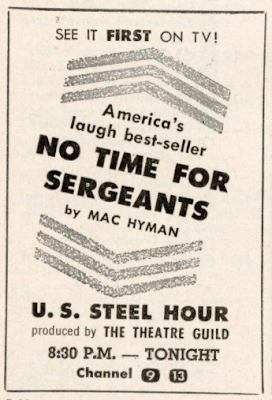 SEE IT FIRST ON TV!
America's
laugh best-seller
NO TIME FOR
SERGEANTS
by MAC HYMAN
U. S. STEEL HOUR
produced by THE THEATRE GUILD
8:30 P.M. — TONIGHT
Channel 9 13